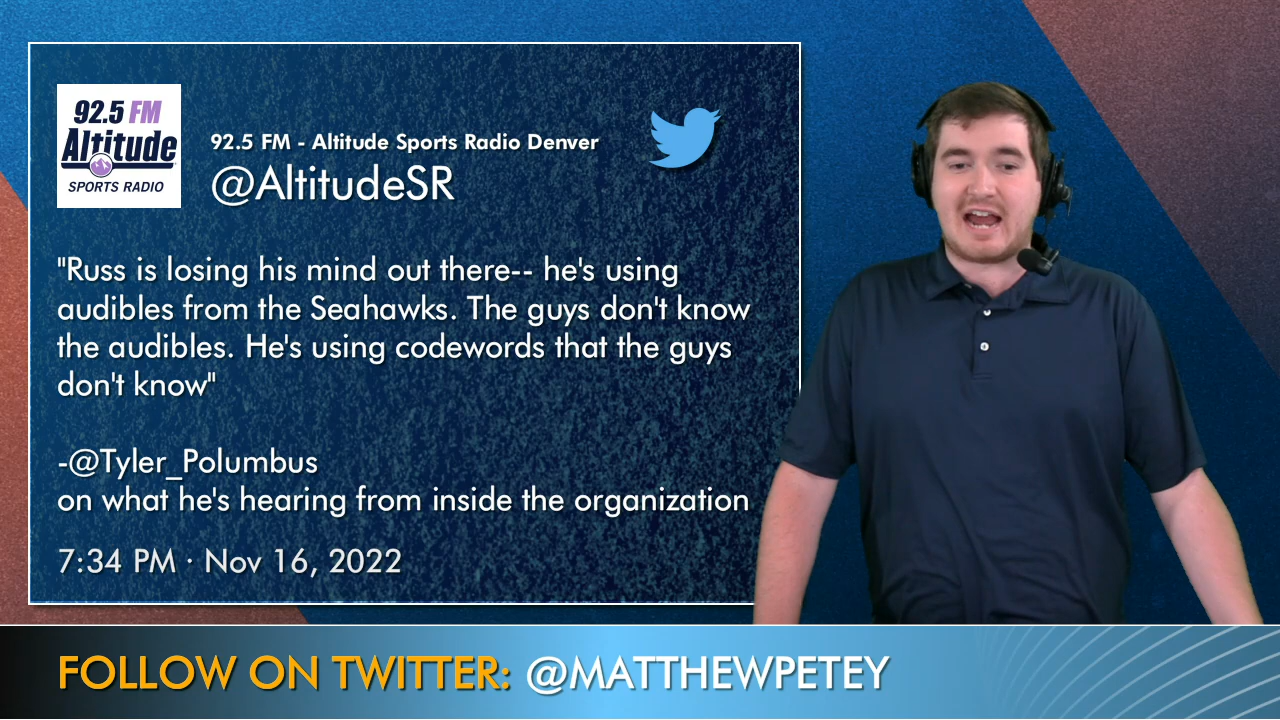 92.5 FM
Altitude
SPORTS RADIO
92.5 FM - Altitude Sports Radio Denver
@AltitudeSR
"Russ is losing his mind out there-- he's using
audibles from the Seahawks. The guys don't know
the audibles. He's using codewords that the guys
don't know"
-@Tyler_Polumbus
on what he's hearing from inside the organization
7:34 PM · Nov 16, 2022
FOLLOW ON TWITTER: @MATTHEWPETEY